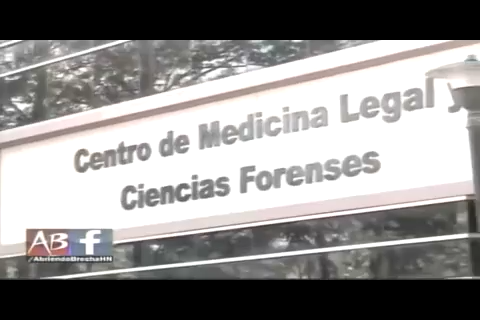 Centro de Medicina Legal y
Ciencias Forenses
AB f
/AbriendoBrechaHN